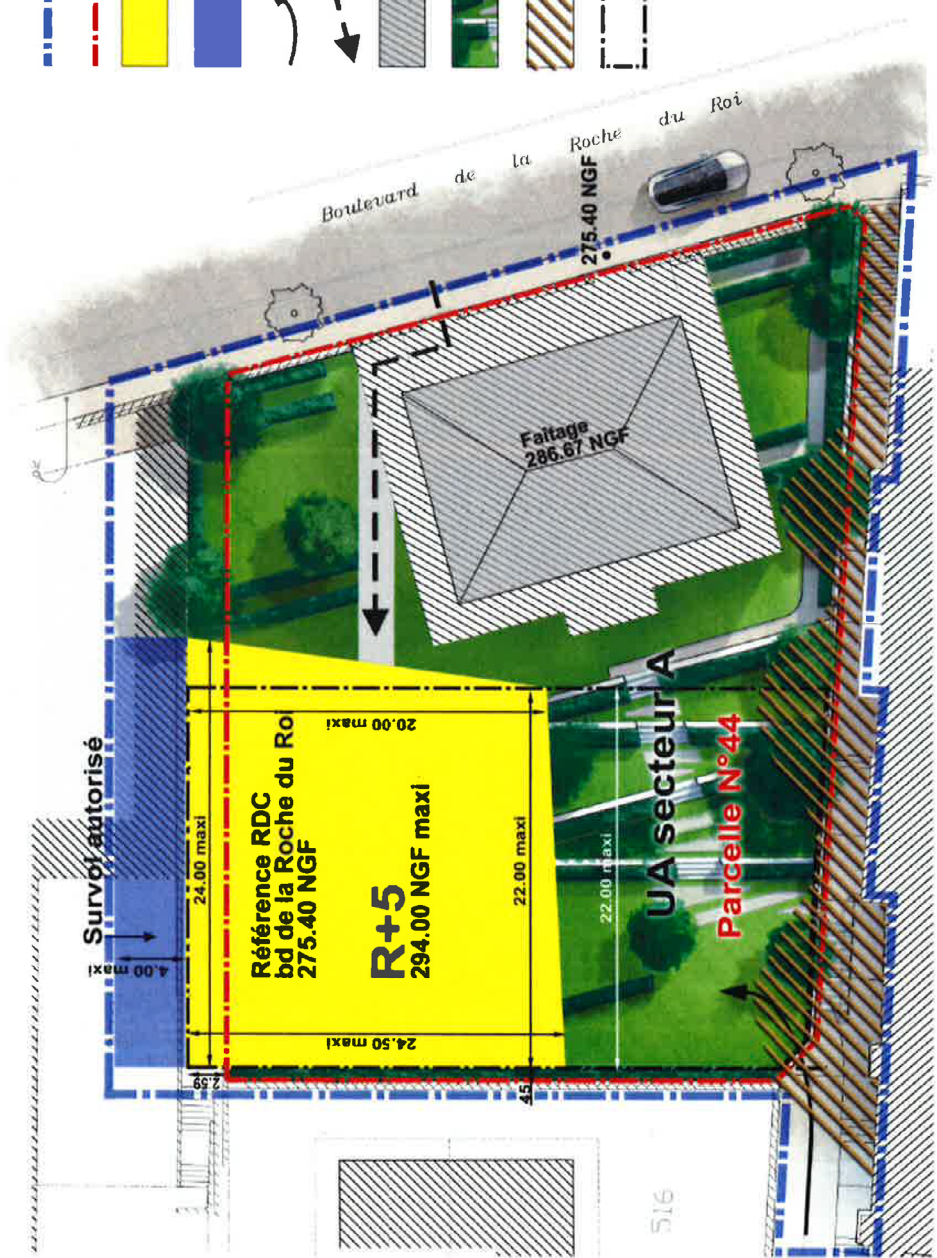 Boulevard de la Roche du Roi
275.40 NGF
Faîtage
286.67 NGF
Survol autorisé
4.00 maxi
24.00 maxi
20.00 maxi
Référence RDC
bd de la Roche du Roi
275.40 NGF
R+5
294.00 NGF maxi
22.00 maxi
24.50 maxi
2.59
45
22.00 maxi
UA secteur A
Parcelle N°44
516